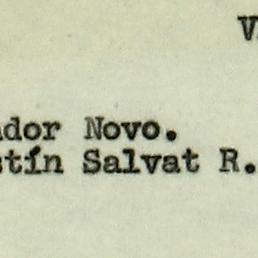 V
ador Novo.
stín Salvat R.